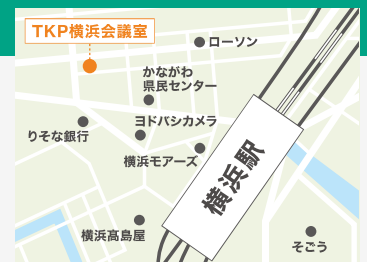 TKP横浜会議室
ローソン
かながわ
県民センター
ヨドバシカメラ
りそな銀行
横浜モアーズ
横浜駅
横浜髙島屋
そごう